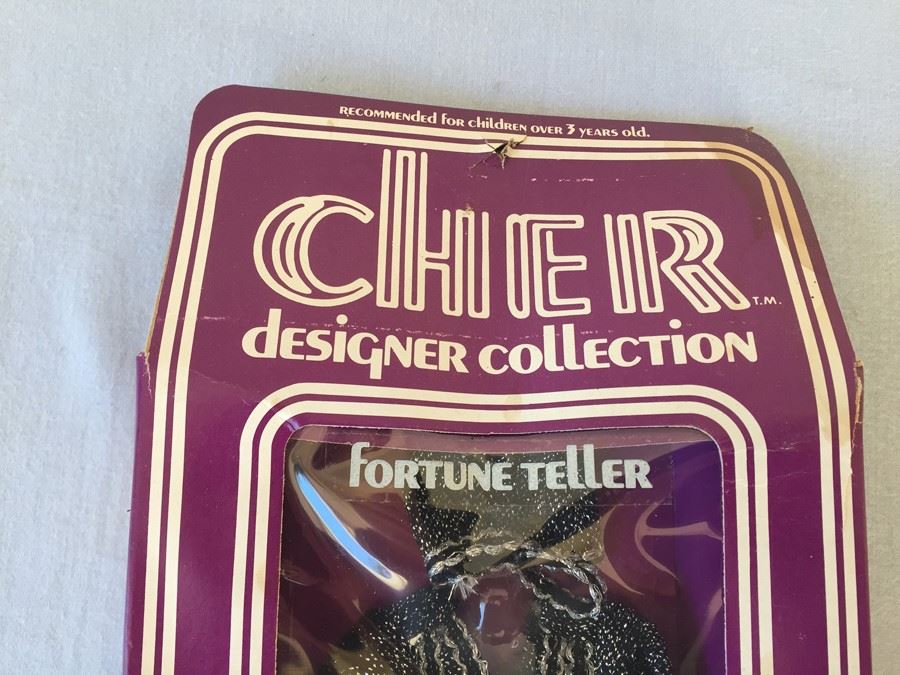 RECOMMENdEd foR childREN OVER 3 YEARS old.
CHER T.M.
dESiGNER COllECTiON
fORTUNE TEllER